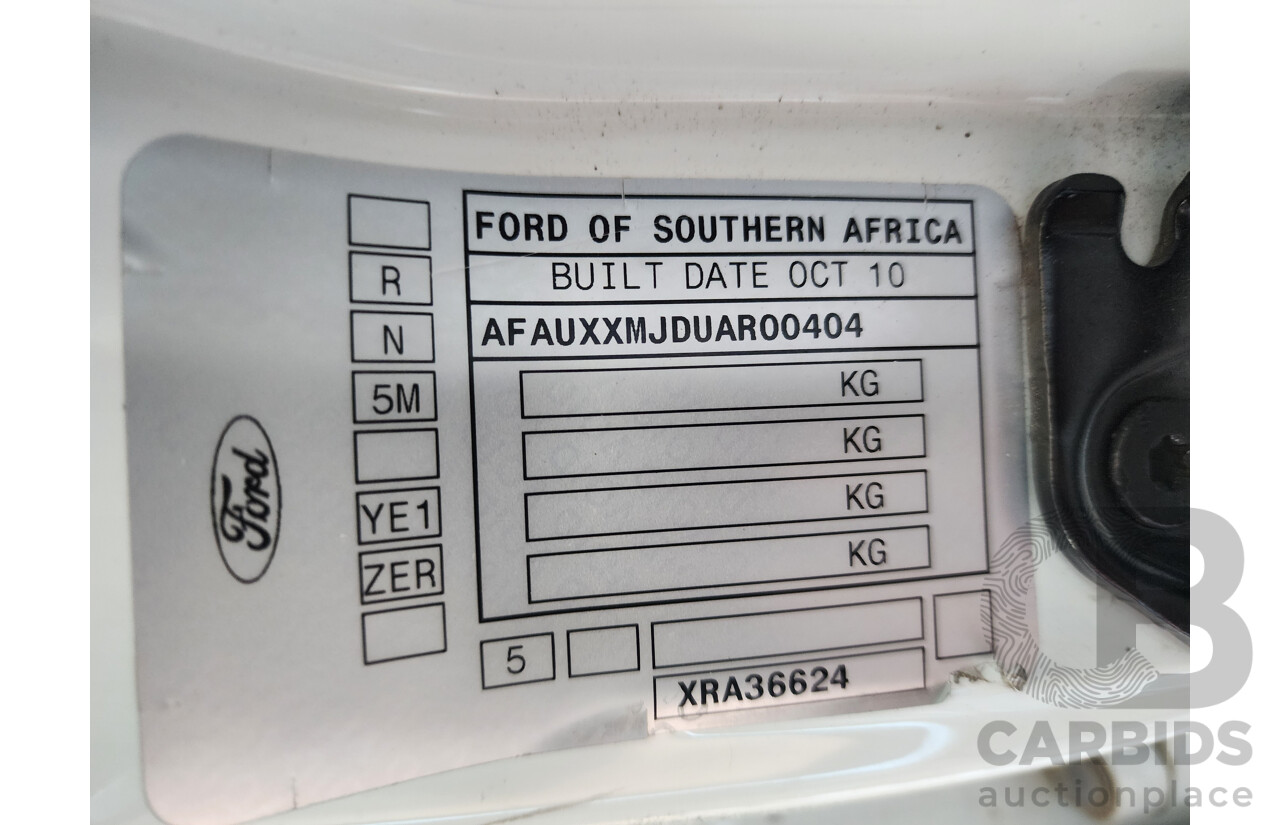 FORD OF SOUTHERN AFRICA
BUILT DATE OCT 10
AFAUXXMJDUAR00404
KG
KG
KG
KG
R
N
5M
YE1
ZER
Ford
5
XRA36624
CB
CARBIDS
auctionplace